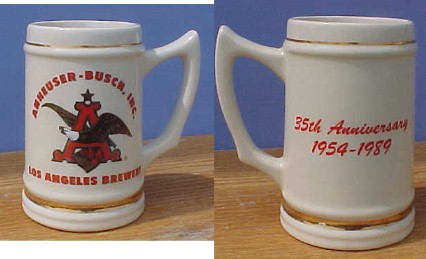 ANHEUSER-BUSCH, INC.
LOS ANGELES BREWERY
35th Anniversary
1954-1989